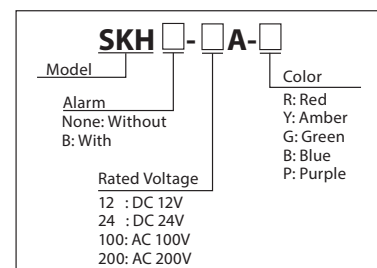 SKH □-□A-□
Model
Color
R: Red
Y: Amber
G: Green
B: Blue
P: Purple
Alarm
None: Without
B: With
Rated Voltage
12 : DC 12V
24 : DC 24V
100: AC 100V
200: AC 200V